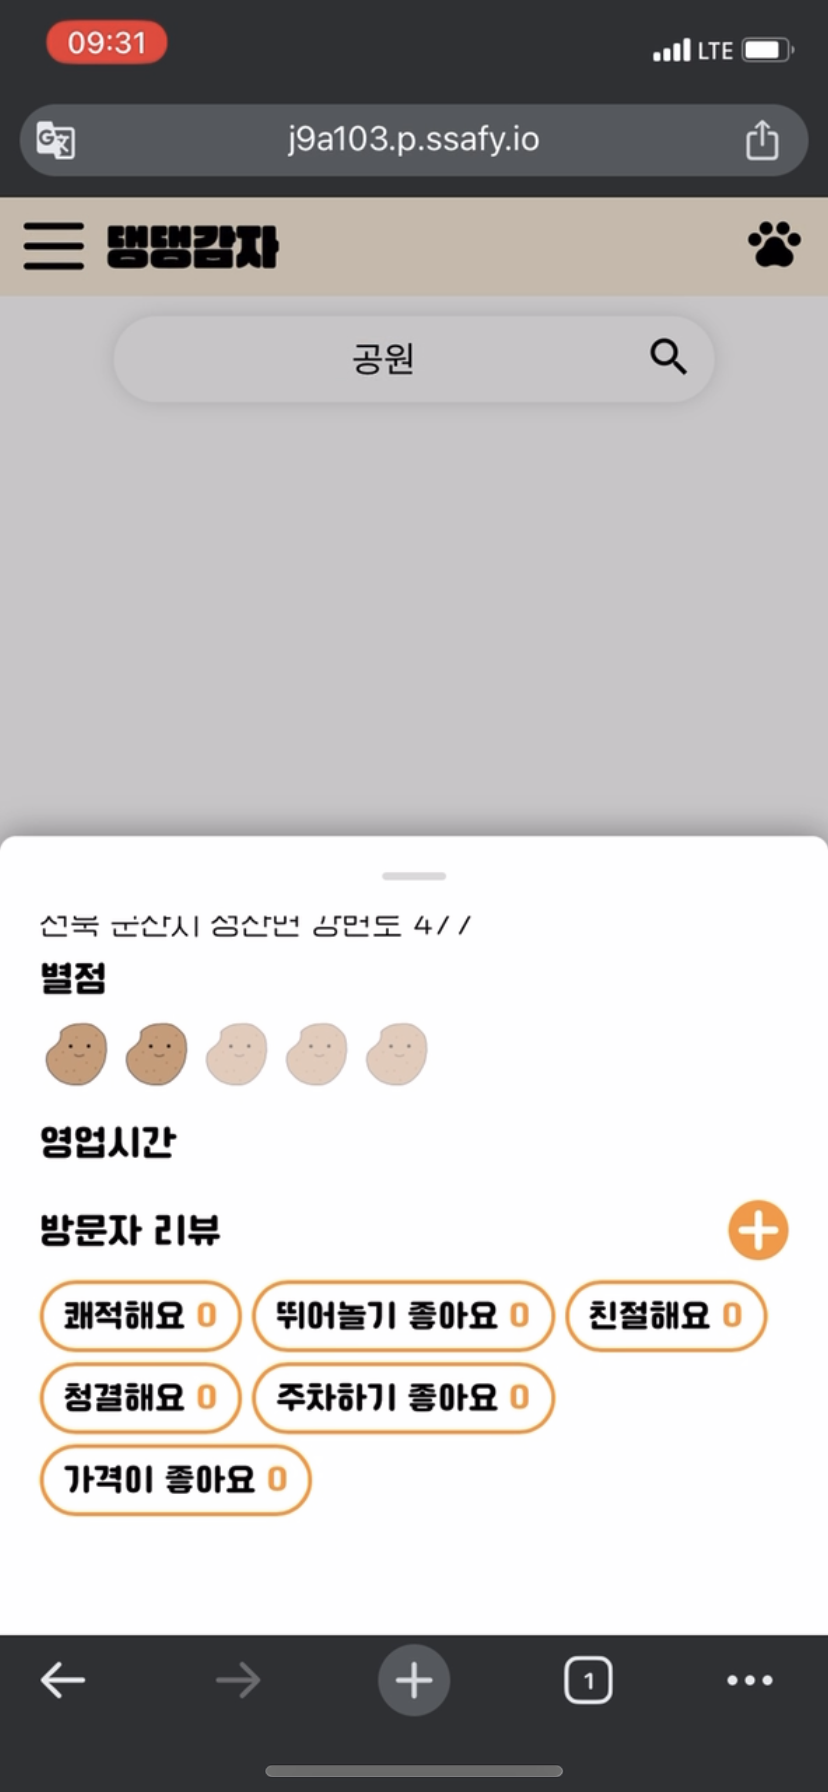 09:31
LTE
j9a103.p.ssafy.io
댕댕감자
공원
전북 군산시 성산면 강변로 477
별점
영업시간
방문자 리뷰
쾌적해요 0 뛰어놀기 좋아요 0 친절해요 0
청결해요 0 주차하기 좋아요 0
가격이 좋아요 0
1